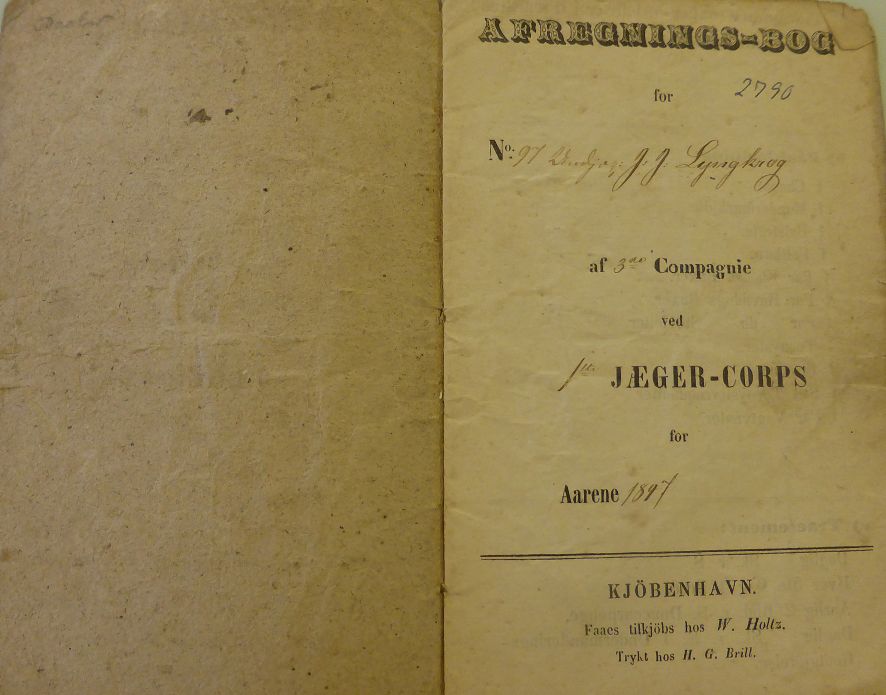 AFREGNINGS-BOG
for 2790
No: 97 Undjæg: J. J. Lyngkrog
af 3die Compagnie
ved
1ste JÆGER-CORPS
for
Aarene
KJÖBENHAVN.
Faaes tilkjöbs hos W. Holtz.
Trykt hos H. G. Brill.